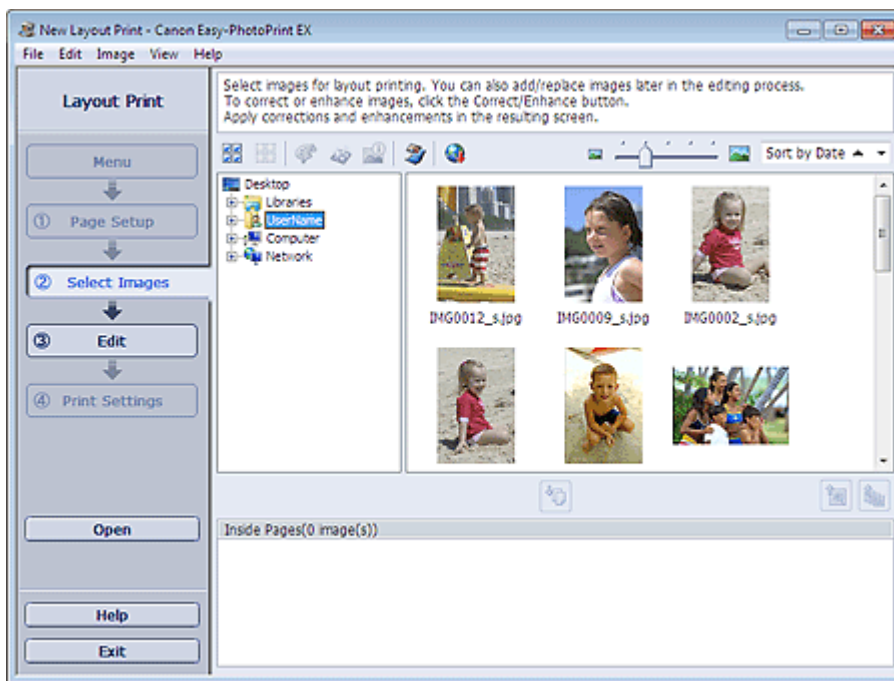 New Layout Print - Canon Easy-PhotoPrint EX
File Edit Image View Help
Layout Print
Menu
① Page Setup
② Select Images
③ Edit
④ Print Settings
Open
Help
Exit
Select images for layout printing. You can also add/replace images later in the editing process.
To correct or enhance images, click the Correct/Enhance button.
Apply corrections and enhancements in the resulting screen.
Sort by Date
Desktop
Libraries
UserName
Computer
Network
IMG0012_s.jpg IMG0009_s.jpg IMG0002_s.jpg
Inside Pages(0 image(s))